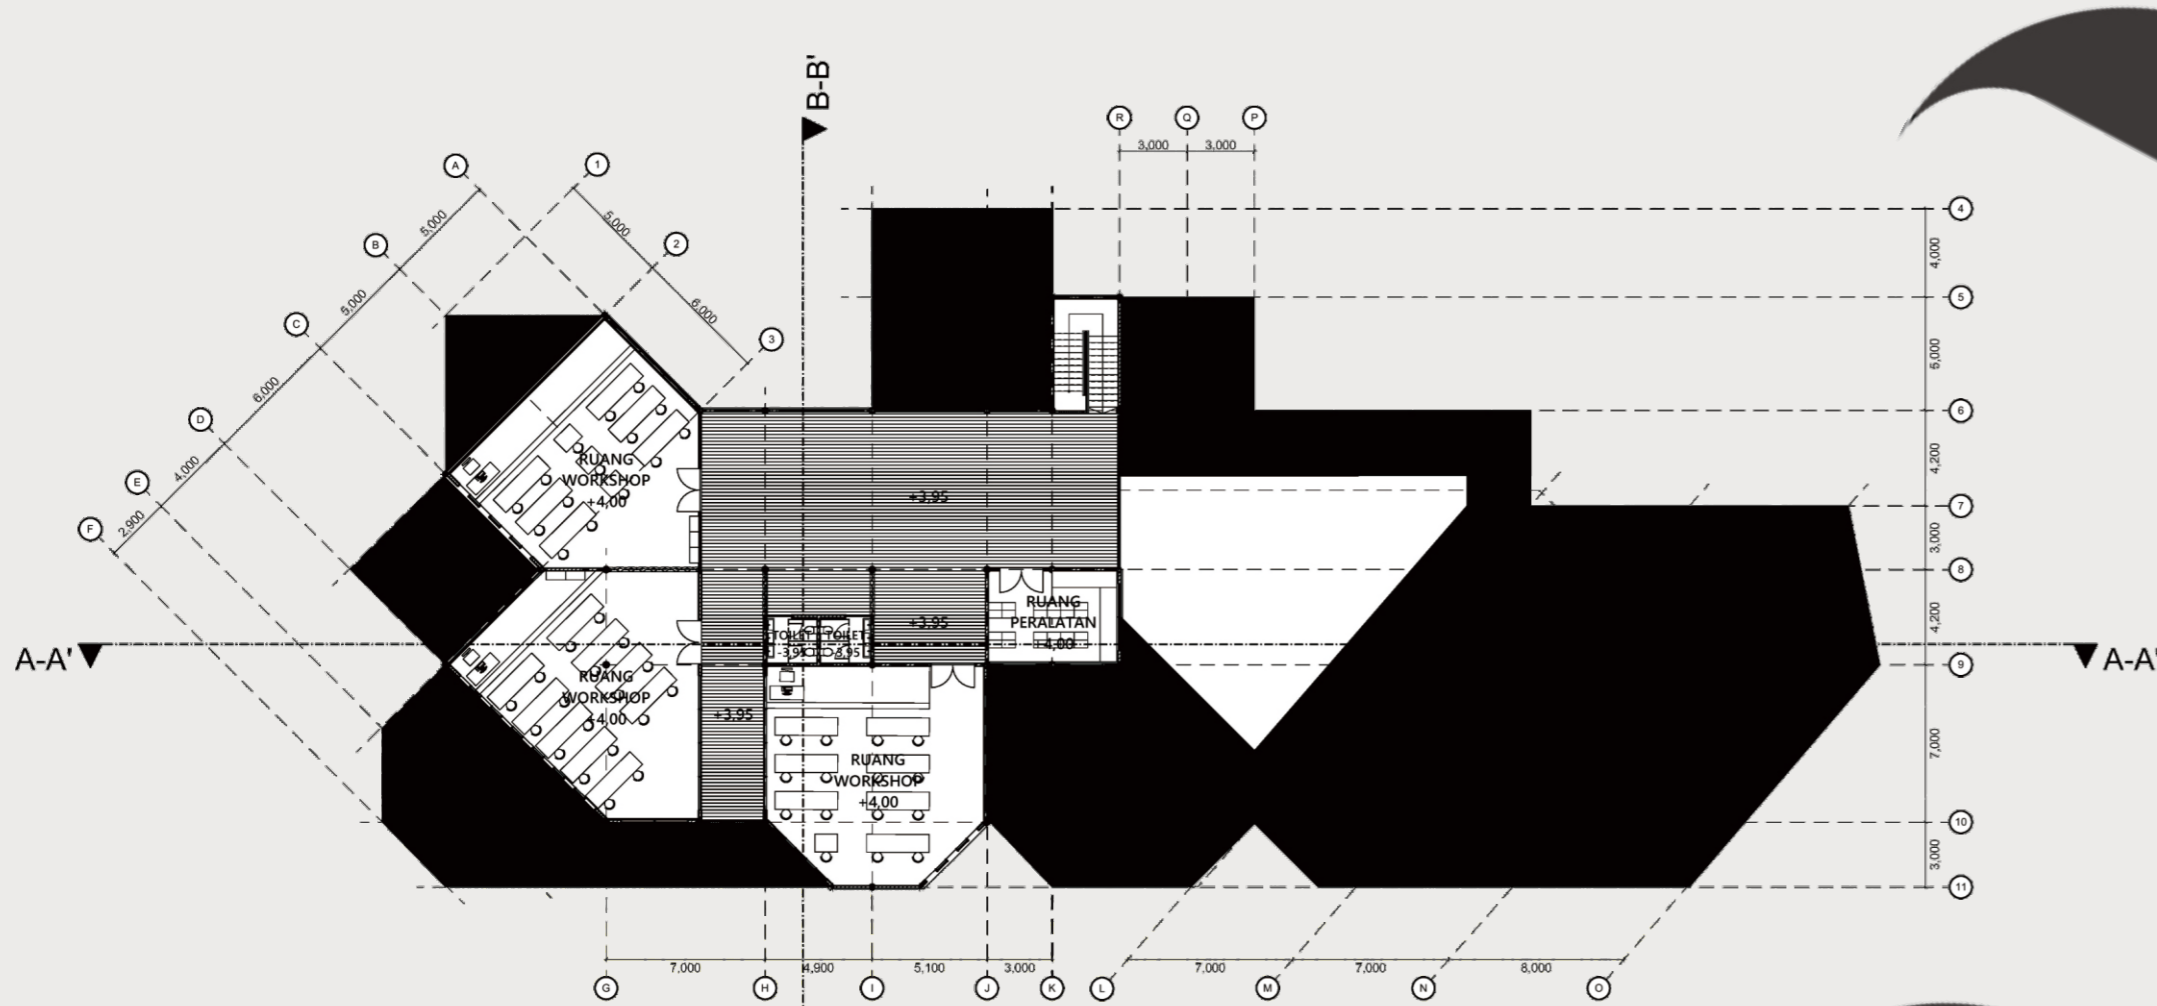 B-B'
R
Q
P
3,000
3,000
A
1
5,000
5,000
B
2
4
4,000
5,000
6,000
C
3
5
5,000
6,000
D
6
4,000
4,200
RUANG
WORKSHOP
+4,00
+3,95
E
7
2,900
F
3,000
8
RUANG
PERALATAN
+4,00
+3,95
4,200
TOILET
-3,95
TOILET
-3,95
A-A'
A-A'
9
RUANG
WORKSHOP
+4,00
+3,95
7,000
RUANG
WORKSHOP
+4,00
10
3,000
11
7,000
4,900
5,100
3,000
7,000
7,000
8,000
G
H
I
J
K
L
M
N
O